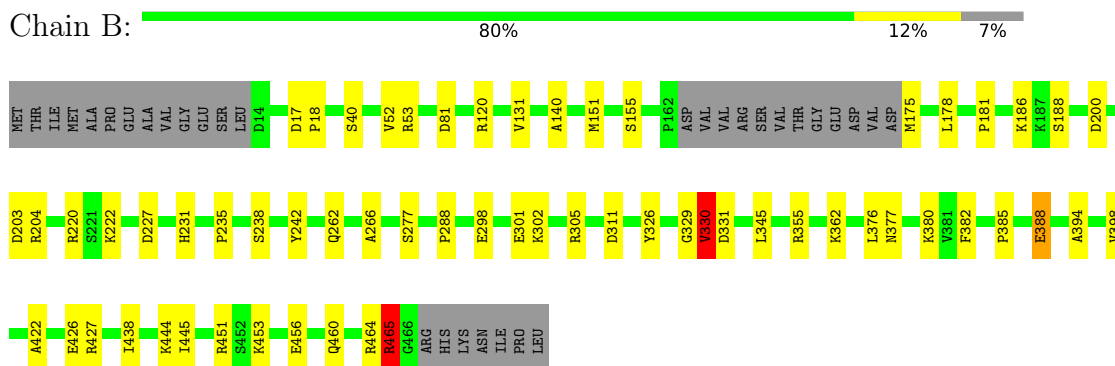 Chain B:
80% 12% 7%
MET THR ILE MET ALA PRO GLU ALA VAL GLY GLU SER LEU D14 D17 P18 S40 V52 R53 D81 R120 V131 A140 M151 S155 P162 ASP VAL VAL ARG SER VAL THR GLY GLU ASP VAL ASP M175 L178 P181 K186 K187 S188 D200
D203 R204 R220 S221 K222 D227 H231 P235 S238 Y242 Q262 A266 S277 P288 E298 E301 K302 R305 D311 Y326 G329 V330 D331 L345 R355 K362 L376 N377 K380 V381 F382 P385 E388 A394
A422 E426 R427 I438 K444 I445 R451 S452 K453 E456 Q460 R464 R465 G466 ARG HIS LYS ASN ILE PRO LEU